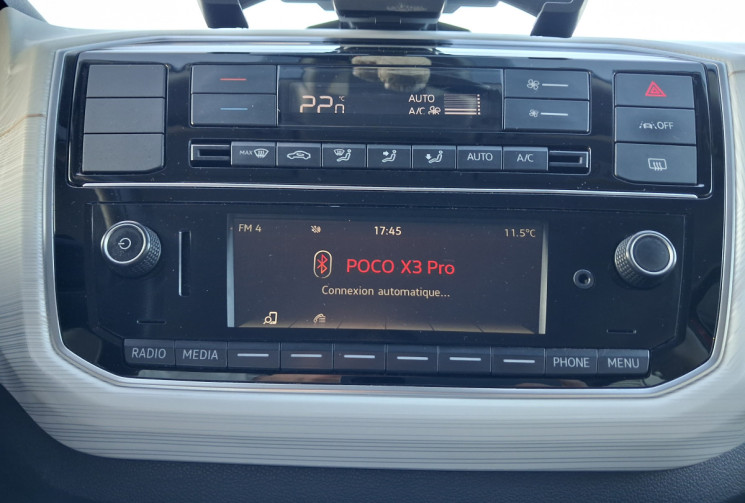 22°C
AUTO
A/C
OFF
MAX
AUTO
A/C
FM 4
17:45
11.5°C
POCO X3 Pro
Connexion automatique...
RADIO
MEDIA
PHONE
MENU